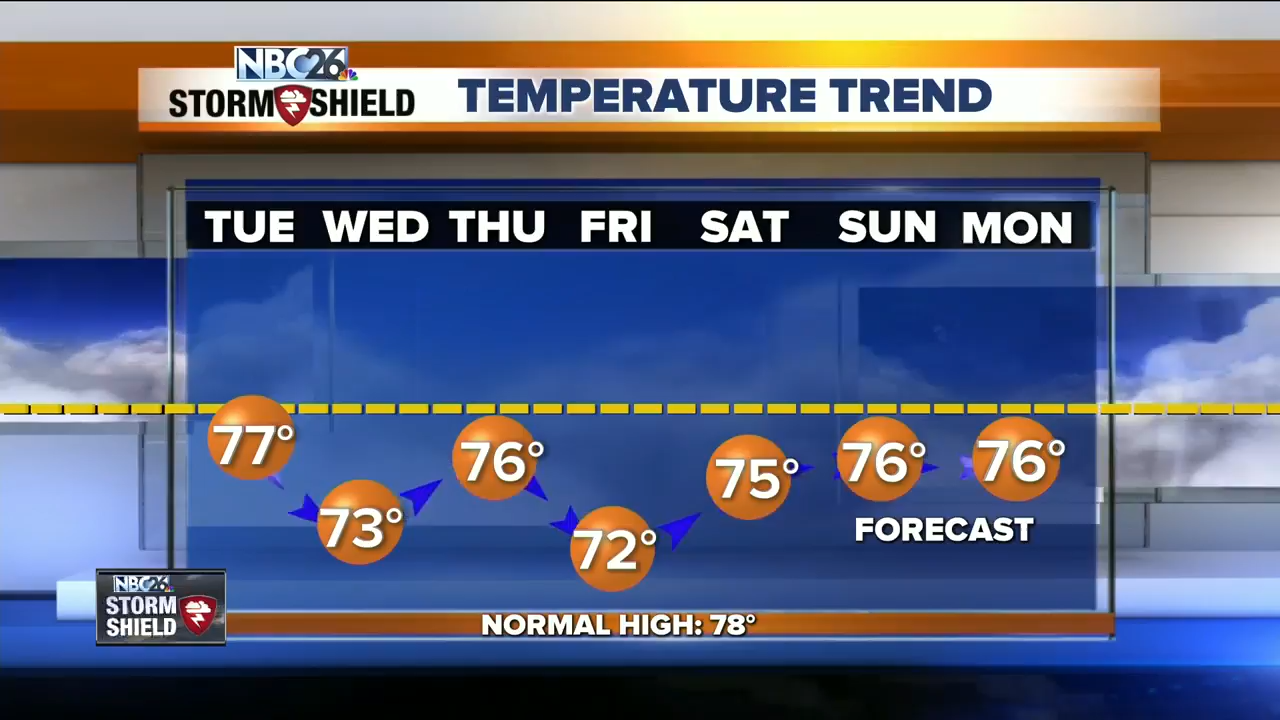 NBC26
STORM SHIELD
TEMPERATURE TREND
TUE WED THU FRI SAT SUN MON
77° 73° 76° 72° 75° 76° 76°
FORECAST
NBC26
STORM
SHIELD
NORMAL HIGH: 78°